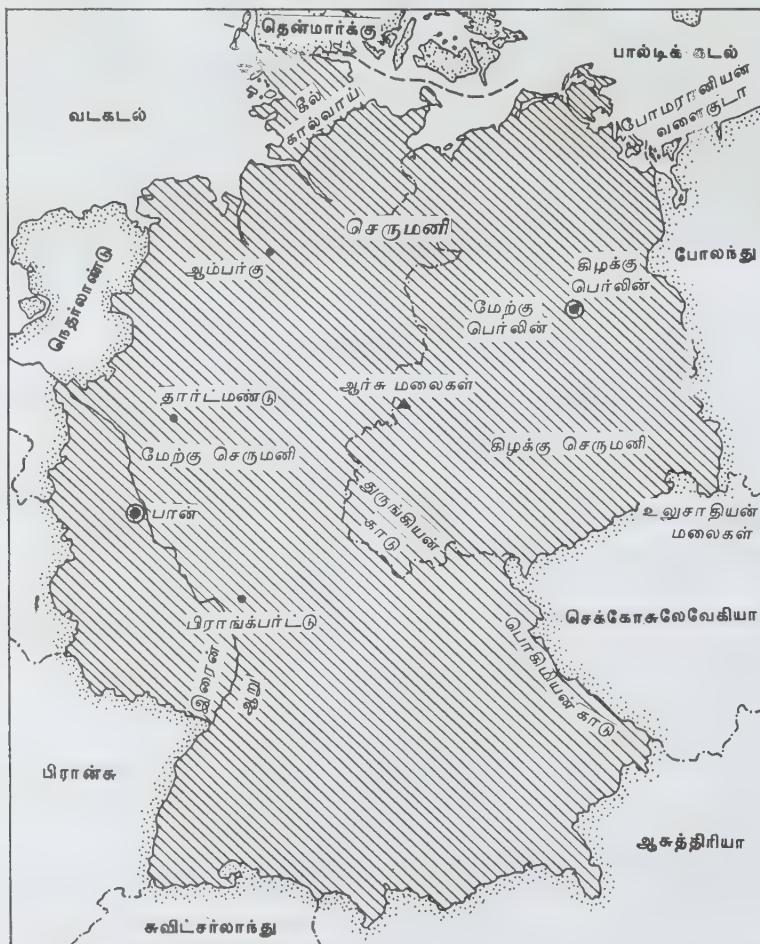 தென்மார்க்கு
பால்டிக் கடல்
வடகடல்
கீல்
கால்வாய்
போமரானியன்
வளைகுடா
செருமனி
ஆம்பர்கு
போலந்து
கிழக்கு
பெர்லின்
மேற்கு
பெர்லின்
நெதர்லாண்டு
தார்ட்மண்டு
ஆர்சு மலைகள்
மேற்கு செருமனி
கிழக்கு செருமனி
பான்
துருங்கியன்
காடு
உலுசாதியன்
மலைகள்
செக்கோசுலேவேகியா
பிராங்க்பர்ட்டு
இரைன்
ஆறு
பொகிமியன் காடு
பிரான்சு
ஆசுத்திரியா
சுவிட்சர்லாந்து